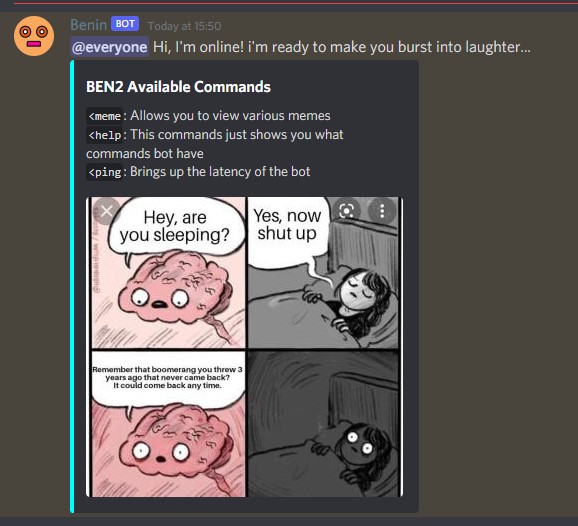 Benin BOT Today at 15:50
@everyone Hi, I'm online! i'm ready to make you burst into laughter...
BEN2 Available Commands
<meme: Allows you to view various memes
<help: This commands just shows you what
commands bot have
<ping: Brings up the latency of the bot
Hey, are
you sleeping?
Yes, now
shut up
Remember that boomerang you threw 3
years ago that never came back?
It could come back any time.